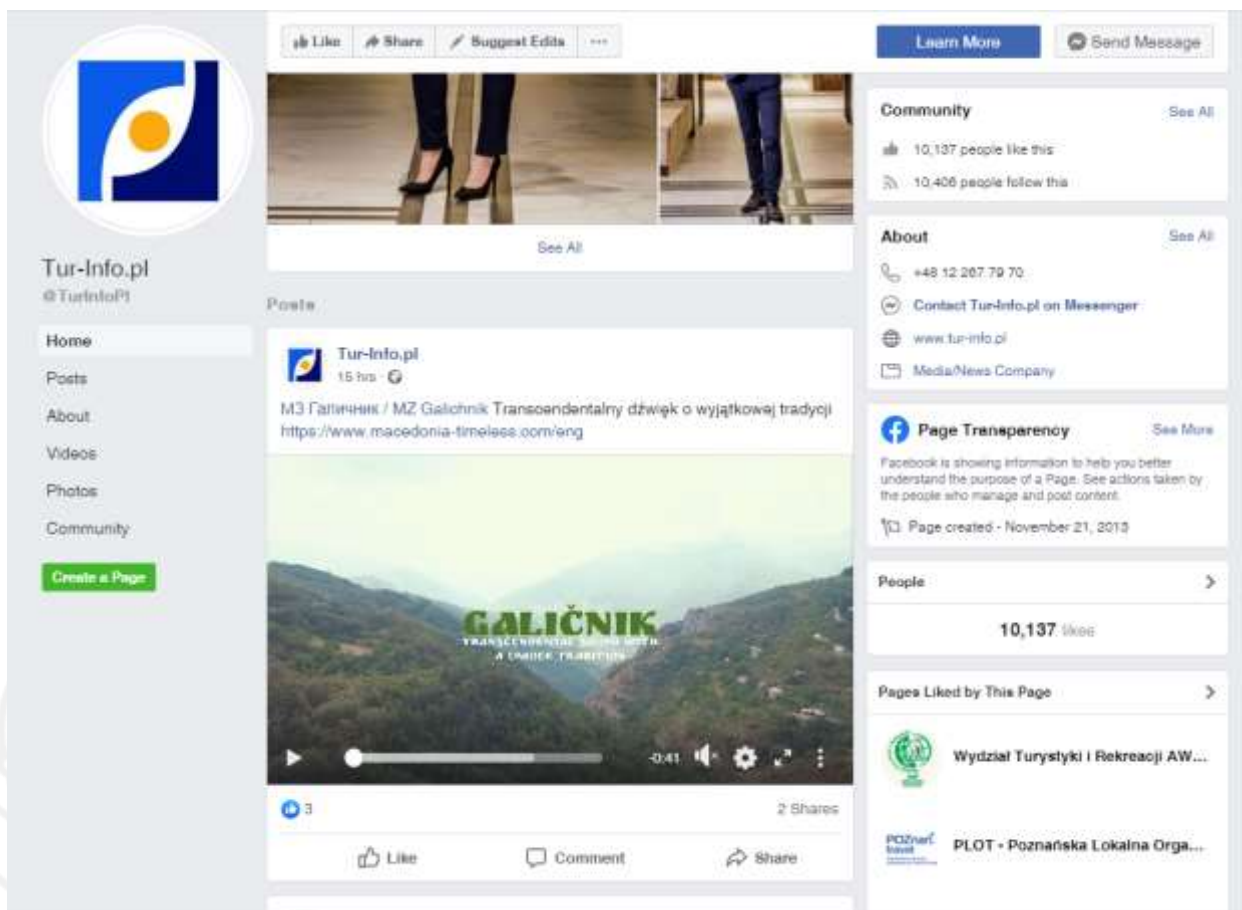 Like Share Suggest Edits ...
Learn More Send Message
Tur-Info.pl
@TurInfoPl
Home
Posts
About
Videos
Photos
Community
Create a Page
See All
Posts
Tur-Info.pl
15 hrs
МЗ Галичник / MZ Galichnik Transcendentalny dźwięk o wyjątkowej tradycji
https://www.macedonia-timeless.com/eng
GALIČNIK
TRANSCENDENTAL SOUND WITH
A UNIQUE TRADITION
-0:41
3
2 Shares
Like Comment Share
Community See All
10,137 people like this
10,406 people follow this
About See All
+48 12 267 79 70
Contact Tur-Info.pl on Messenger
www.tur-info.pl
Media/News Company
Page Transparency See More
Facebook is showing information to help you better
understand the purpose of a Page. See actions taken by
the people who manage and post content.
Page created - November 21, 2013
People
10,137 likes
Pages Liked by This Page
Wydział Turystyki i Rekreacji AW...
POZnań
travel
PLOT - Poznańska Lokalna Orga...